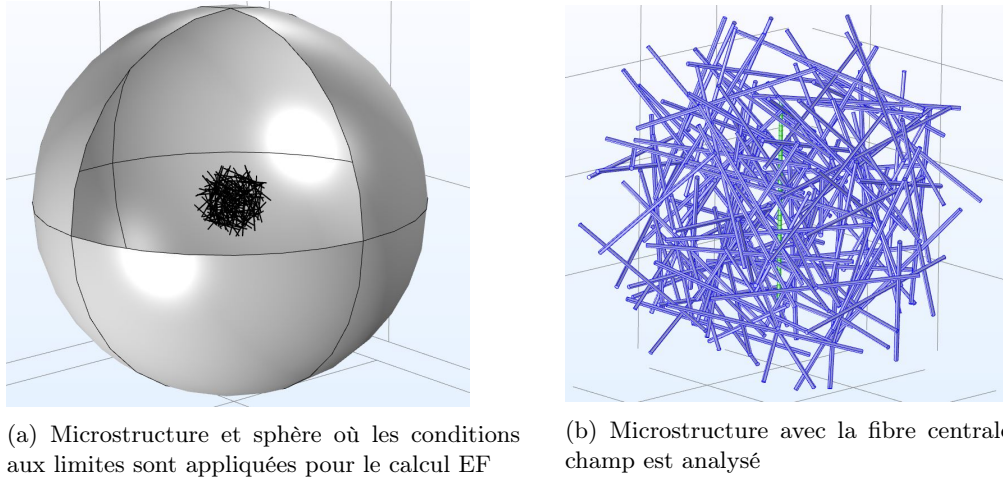 (a) Microstructure et sphère où les conditions
aux limites sont appliquées pour le calcul EF
(b) Microstructure avec la fibre centrale
champ est analysé